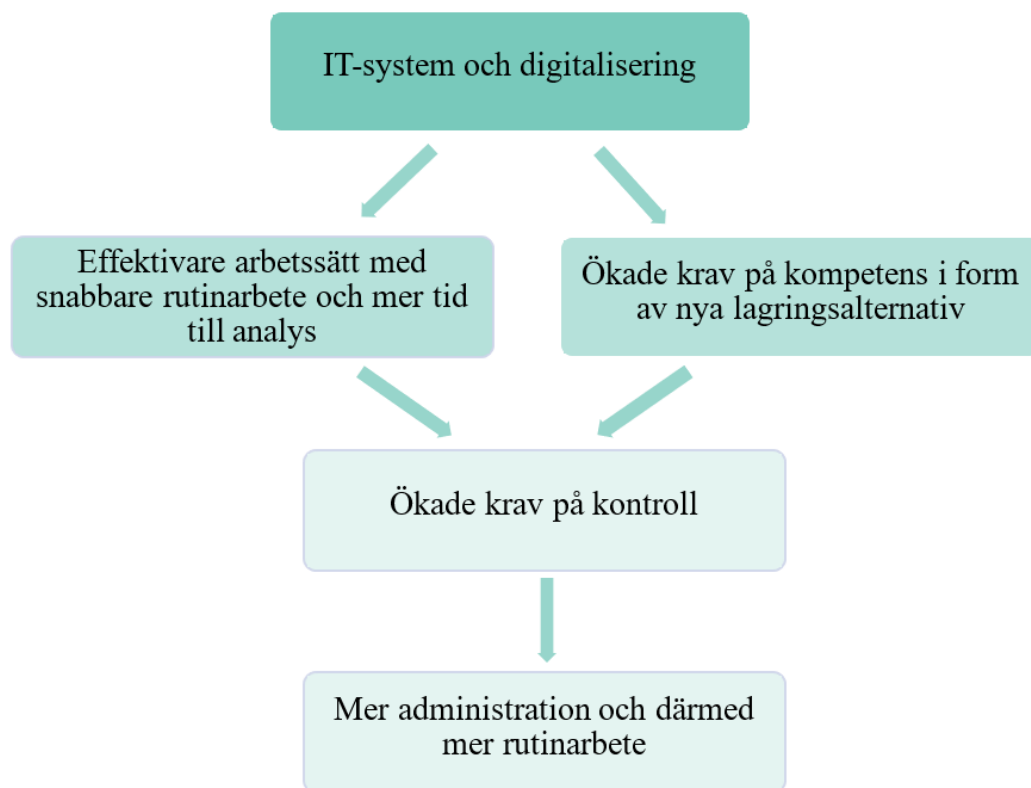 IT-system och digitalisering
Effektivare arbetssätt med
snabbare rutinarbete och mer tid
till analys
Ökade krav på kompetens i form
av nya lagringsalternativ
Ökade krav på kontroll
Mer administration och därmed
mer rutinarbete